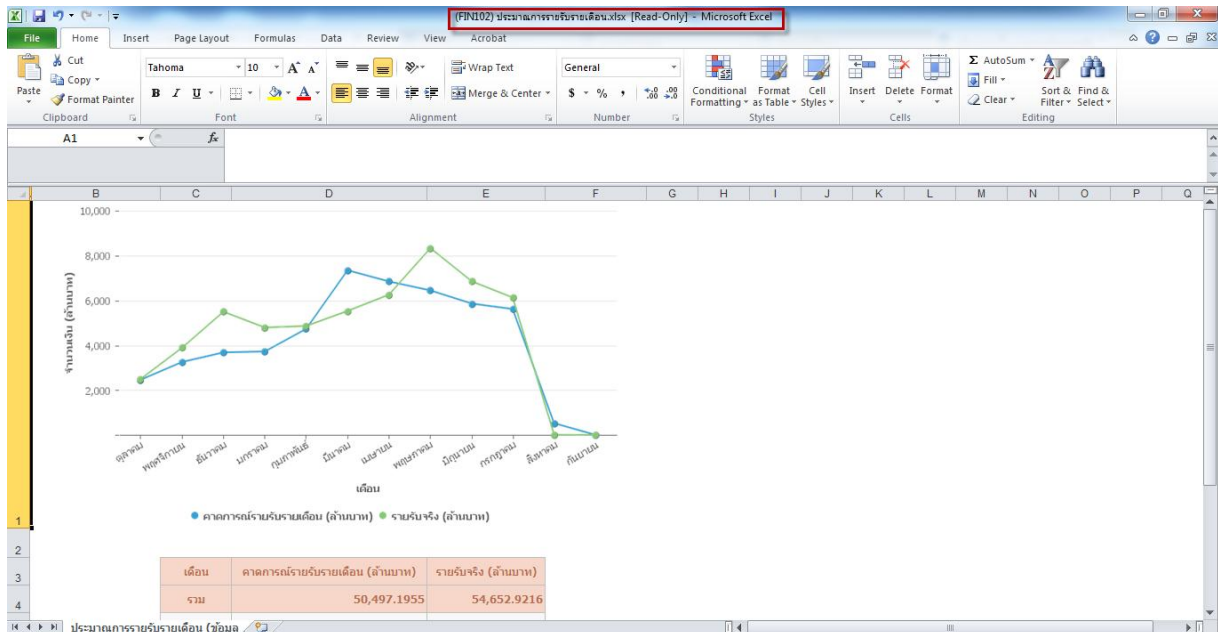 (FIN102) ประมาณการรายรับรายเดือน.xlsx [Read-Only] - Microsoft Excel
File Home Insert Page Layout Formulas Data Review View Acrobat
Paste
Cut
Copy
Format Painter
Clipboard
Tahoma 10
B I U
Font
Wrap Text
Merge & Center
Alignment
General
$ % ,
Number
Conditional Formatting
Format as Table
Cell Styles
Styles
Insert Delete Format
Cells
Σ AutoSum
Fill
Clear
Sort & Filter
Find & Select
Editing
A1 fx
B C D E F G H I J K L M N O P Q
10,000
8,000
6,000
4,000
2,000
จำนวนเงิน (ล้านบาท)
ตุลาคม พฤศจิกายน ธันวาคม มกราคม กุมภาพันธ์ มีนาคม เมษายน พฤษภาคม มิถุนายน กรกฎาคม สิงหาคม กันยายน
เดือน
คาดการณ์รายรับรายเดือน (ล้านบาท) รายรับจริง (ล้านบาท)
1
2
3 เดือน คาดการณ์รายรับรายเดือน (ล้านบาท) รายรับจริง (ล้านบาท)
4 รวม 50,497.1955 54,652.9216
ประมาณการรายรับรายเดือน (ข้อมูล